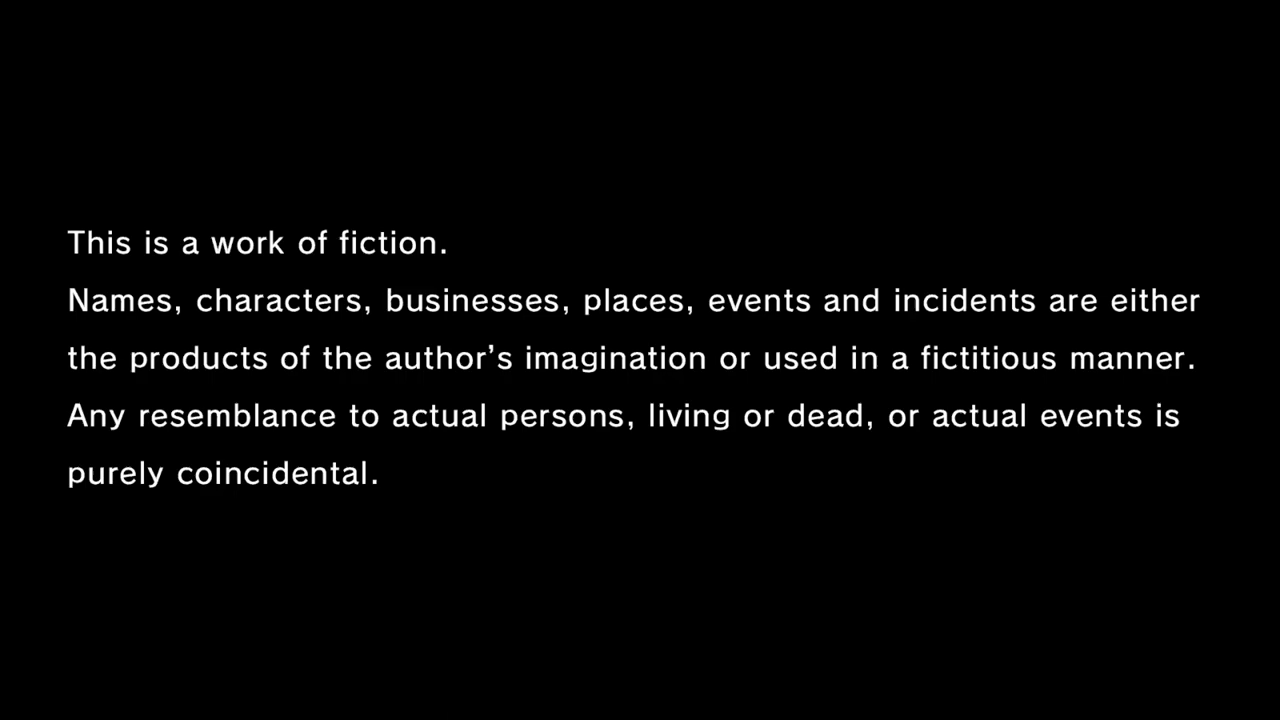 This is a work of fiction.
Names, characters, businesses, places, events and incidents are either
the products of the author’s imagination or used in a fictitious manner.
Any resemblance to actual persons, living or dead, or actual events is
purely coincidental.